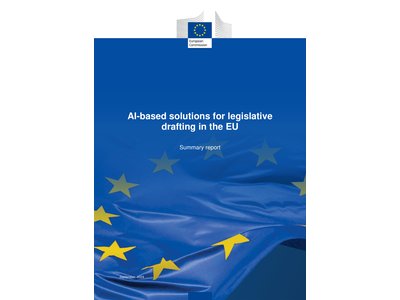 European
Commission
AI-based solutions for legislative
drafting in the EU
Summary report